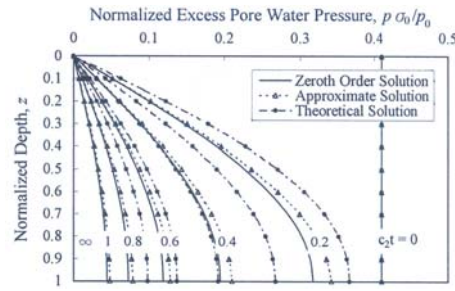 Normalized Excess Pore Water Pressure, p σ₀/p₀
0 0.1 0.2 0.3 0.4 0.5
Normalized Depth, z
0
0.1
0.2
0.3
0.4
0.5
0.6
0.7
0.8
0.9
1
Zeroth Order Solution
Approximate Solution
Theoretical Solution
∞ 1 0.8 0.6 0.4 0.2 c₂t = 0